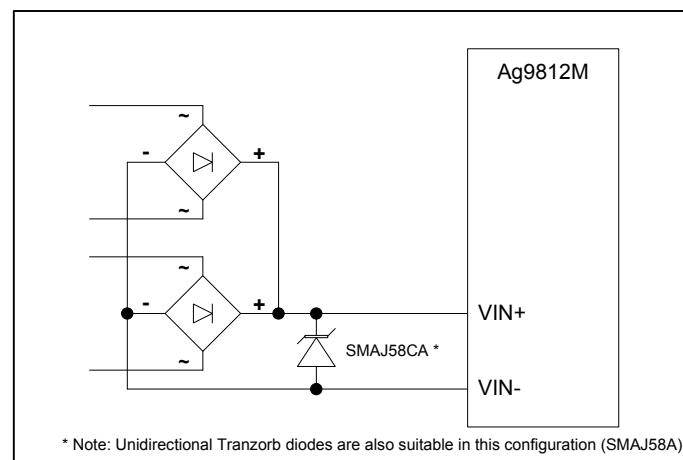 Ag9812M
~
- +
~
~
- +
VIN+
SMAJ58CA *
~
VIN-
* Note: Unidirectional Tranzorb diodes are also suitable in this configuration (SMAJ58A)